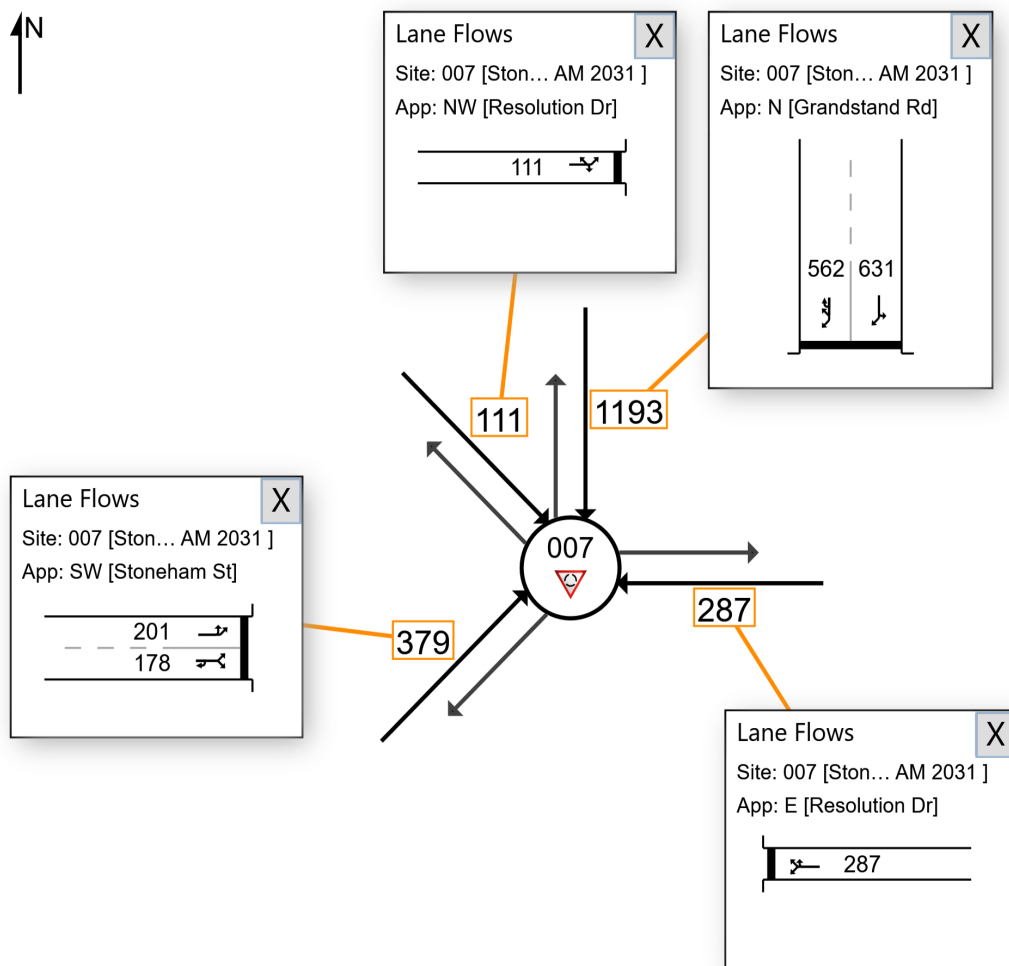 N
Lane Flows
X
Site: 007 [Ston... AM 2031 ]
App: NW [Resolution Dr]
111
Lane Flows
X
Site: 007 [Ston... AM 2031 ]
App: N [Grandstand Rd]
562 631
111
1193
Lane Flows
X
Site: 007 [Ston... AM 2031 ]
App: SW [Stoneham St]
201
178
007
379
287
Lane Flows
X
Site: 007 [Ston... AM 2031 ]
App: E [Resolution Dr]
287